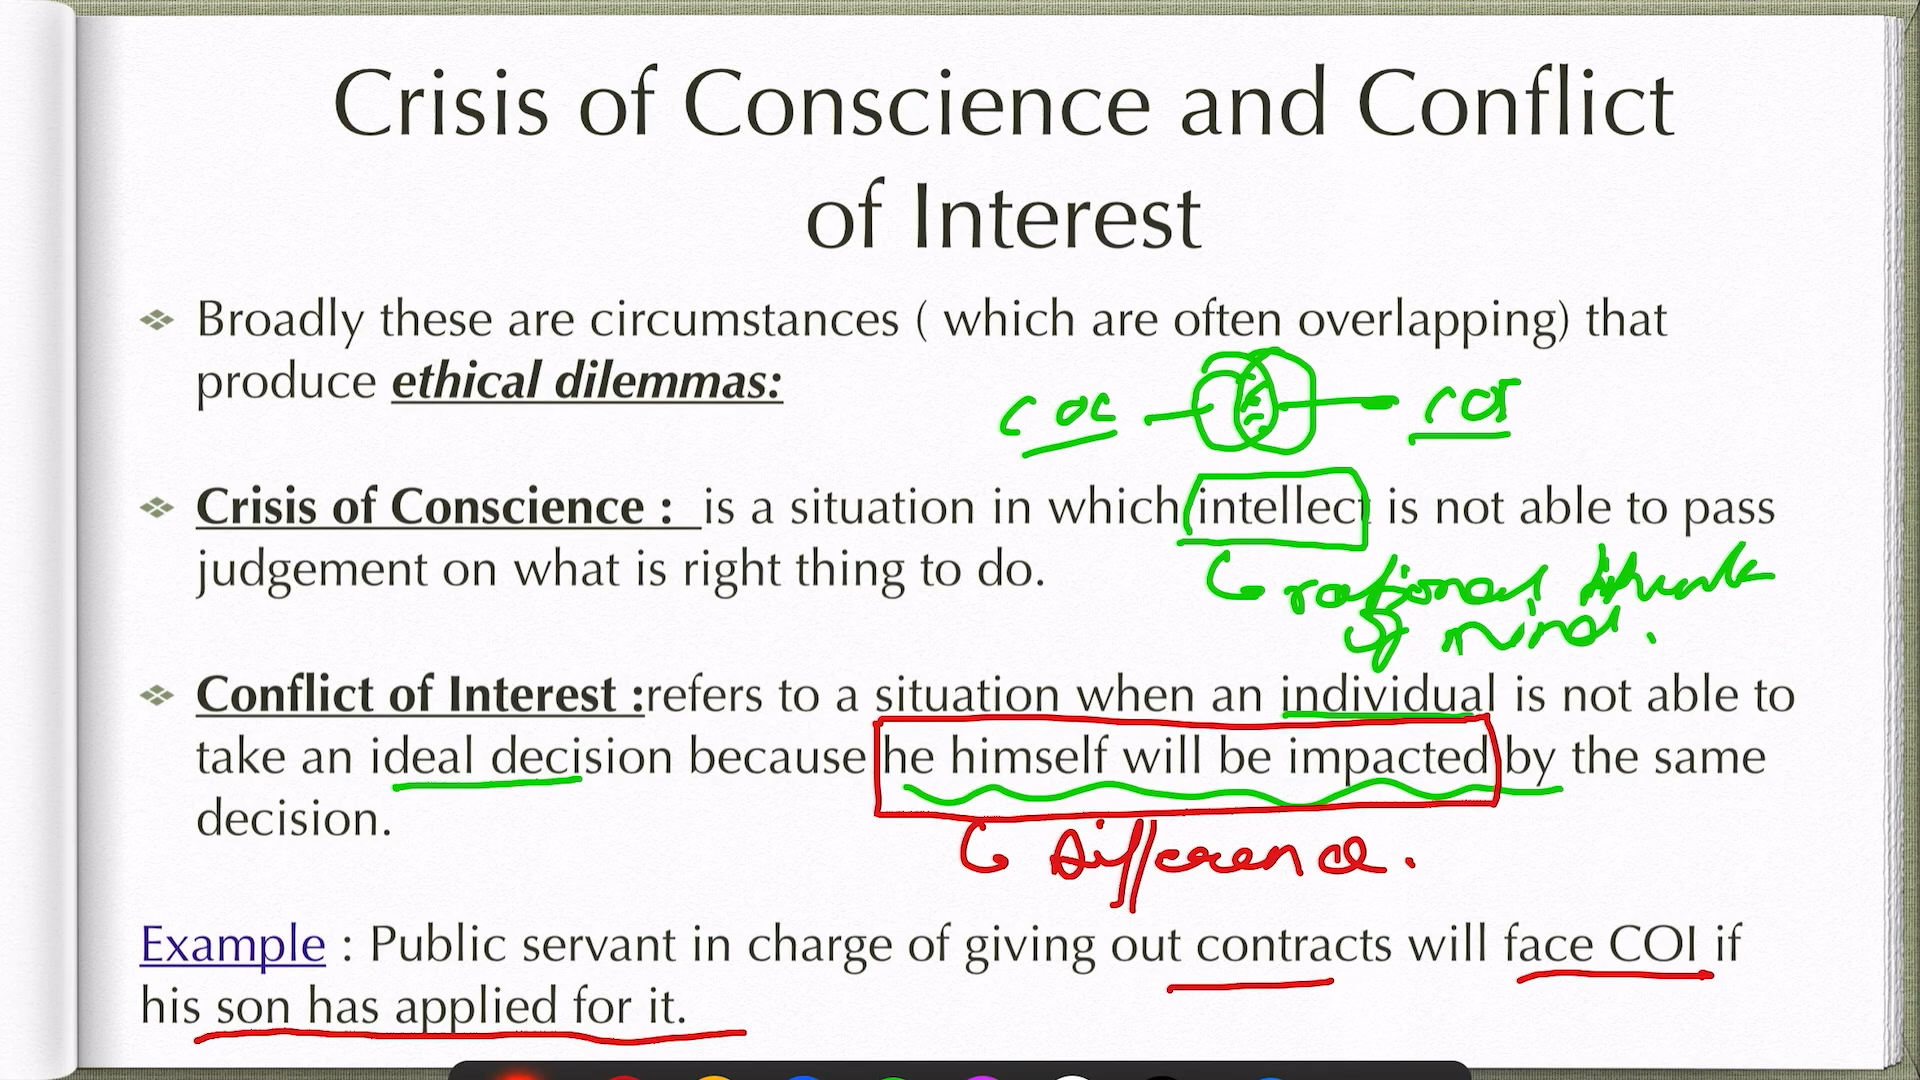 Crisis of Conscience and Conflict
of Interest
Broadly these are circumstances ( which are often overlapping) that
produce ethical dilemmas:
COC COI
Crisis of Conscience : is a situation in which intellect is not able to pass
judgement on what is right thing to do.
rational
of mind.
Conflict of Interest :refers to a situation when an individual is not able to
take an ideal decision because he himself will be impacted by the same
decision.
Difference.
Example : Public servant in charge of giving out contracts will face COI if
his son has applied for it.